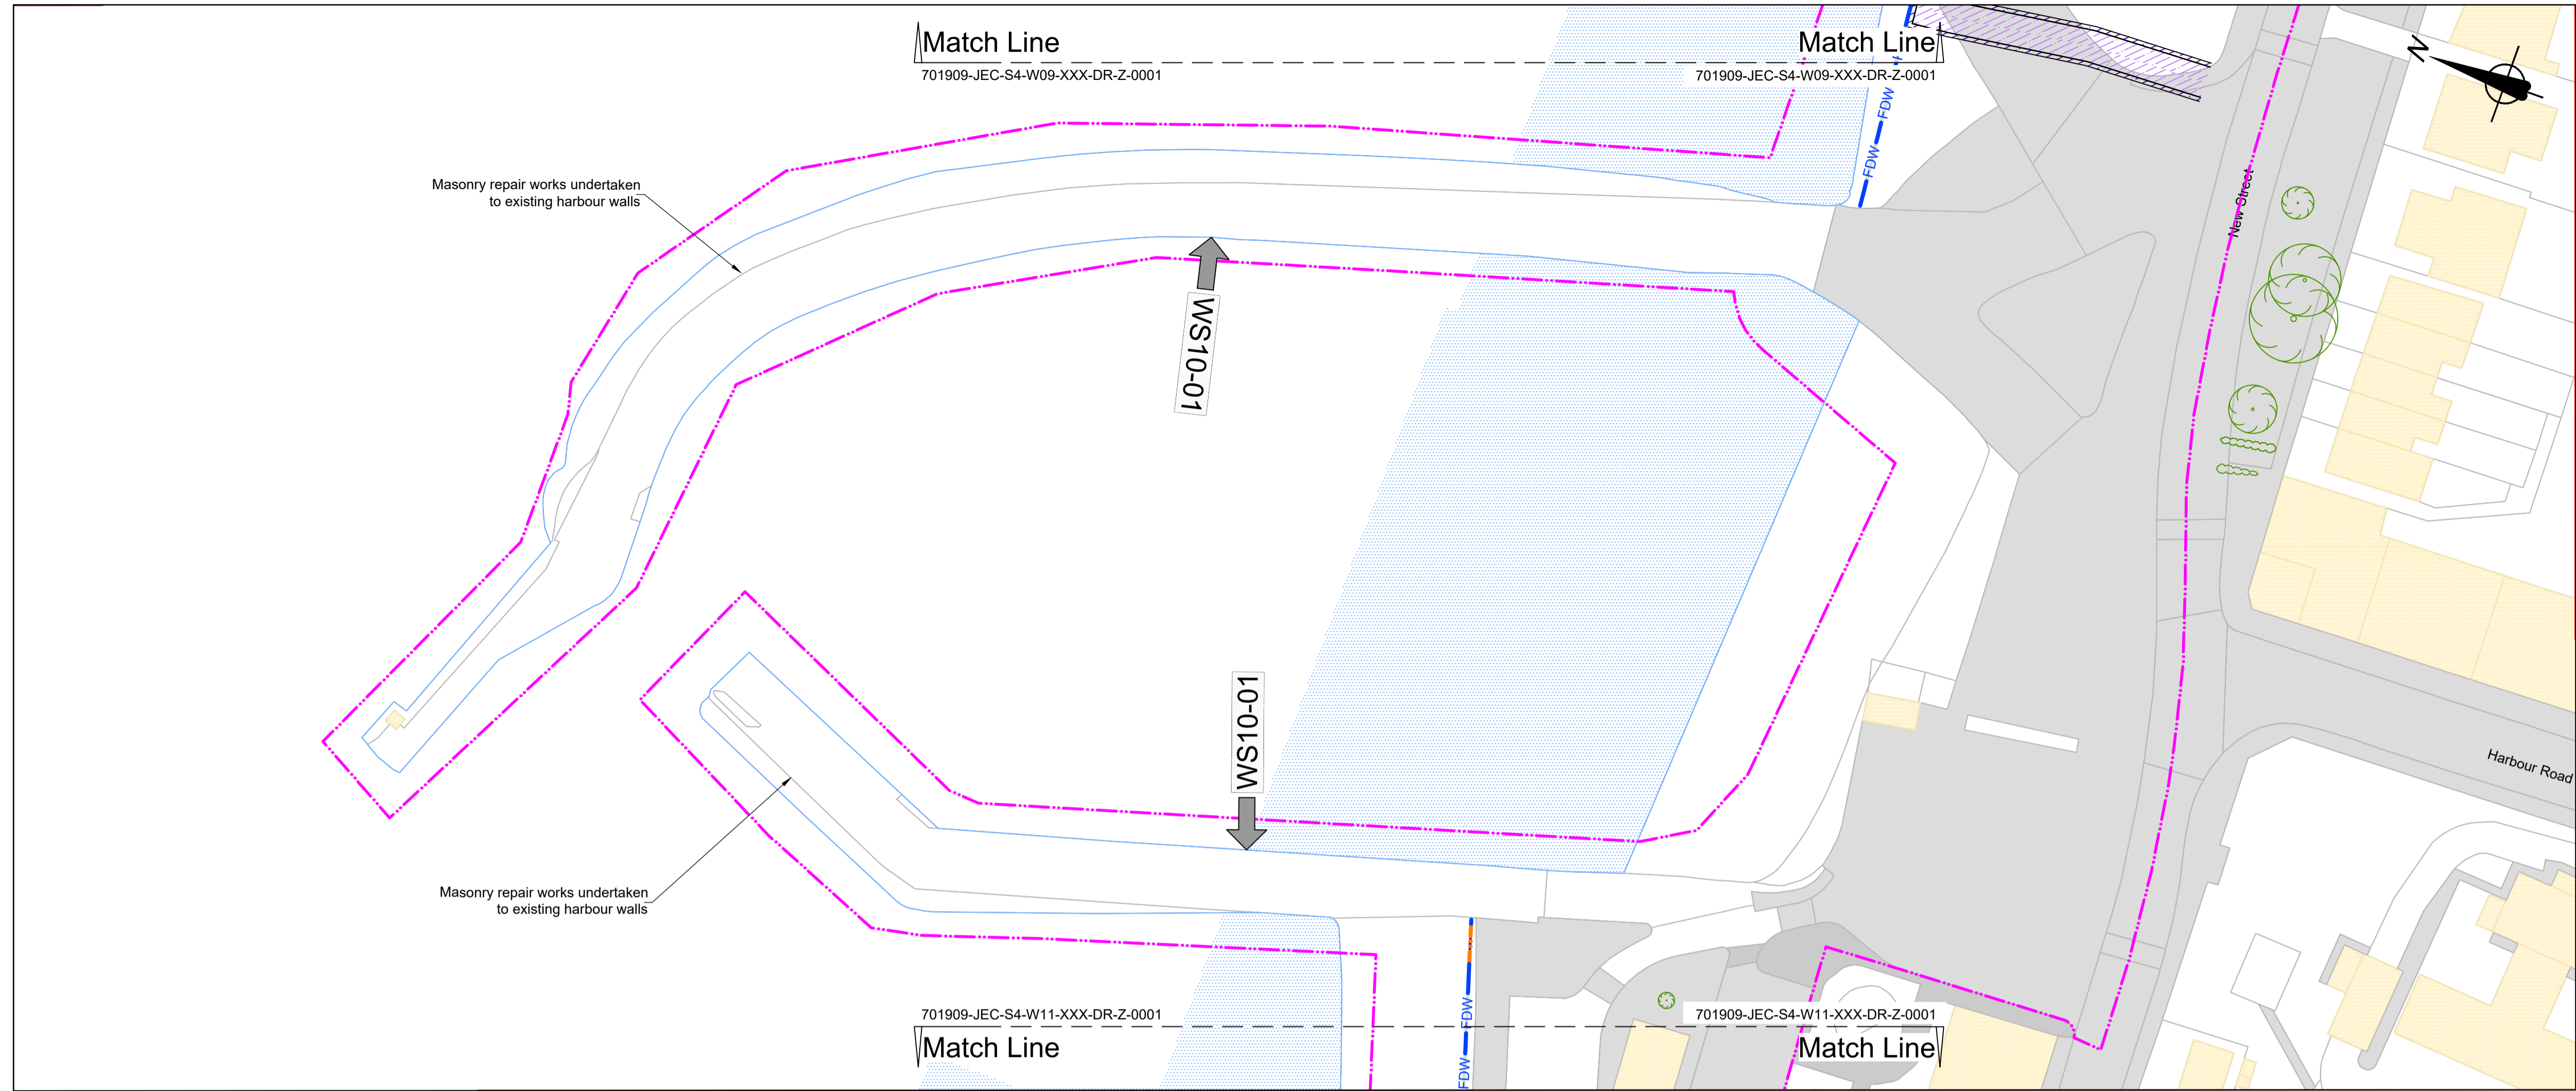 Match Line
Match Line
701909-JEC-S4-W09-XXX-DR-Z-0001
701909-JEC-S4-W09-XXX-DR-Z-0001
N
FDW
FDW
Masonry repair works undertaken
to existing harbour walls
New Street
WS10-01
WS10-01
Harbour Road
Masonry repair works undertaken
to existing harbour walls
FDW
FDW
701909-JEC-S4-W11-XXX-DR-Z-0001
701909-JEC-S4-W11-XXX-DR-Z-0001
Match Line
Match Line